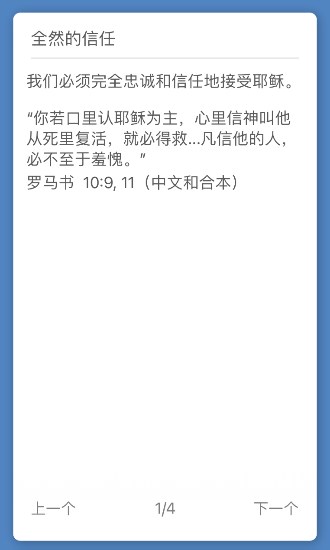 全然的信任
我们必须完全忠诚和信任地接受耶稣。
“你若口里认耶稣为主，心里信神叫他
从死里复活，就必得救...凡信他的人，
必不至于羞愧。”
罗马书 10:9, 11（中文和合本）
上一个 1/4 下一个